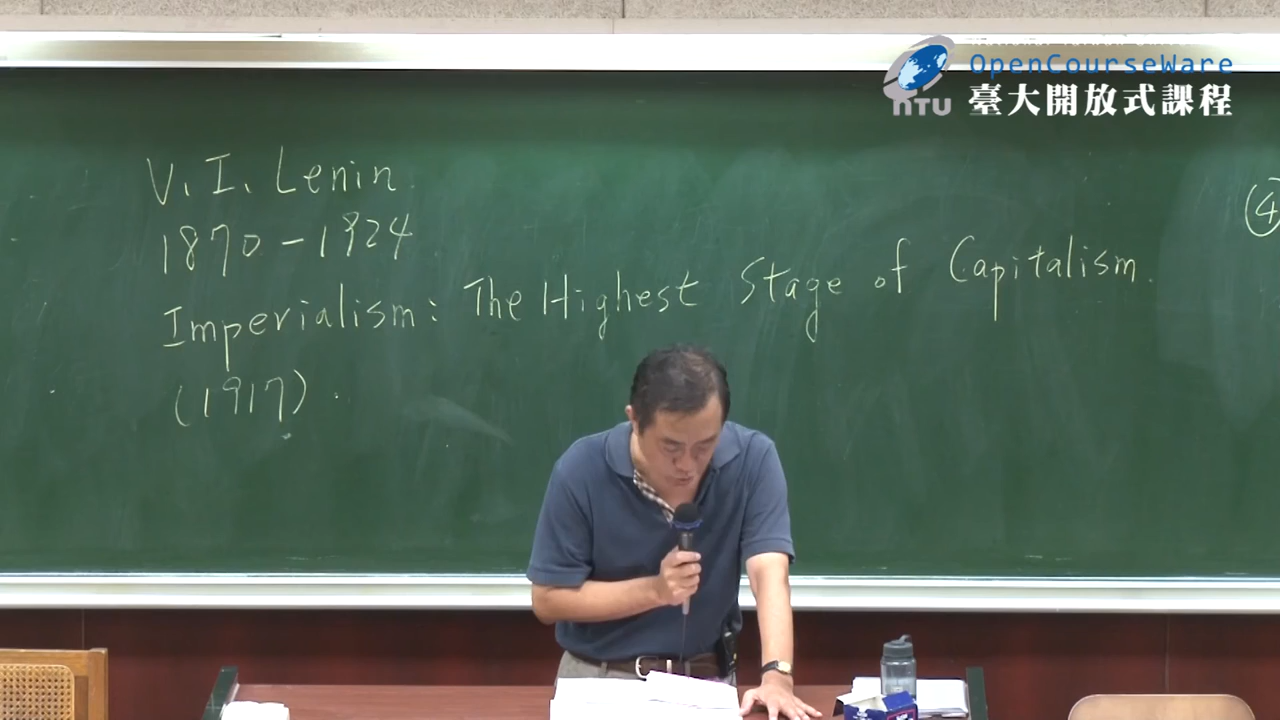 OpenCourseWare
NTU 臺大開放式課程
V. I. Lenin
1870-1924
Imperialism: The Highest Stage of Capitalism.
(1917).
④